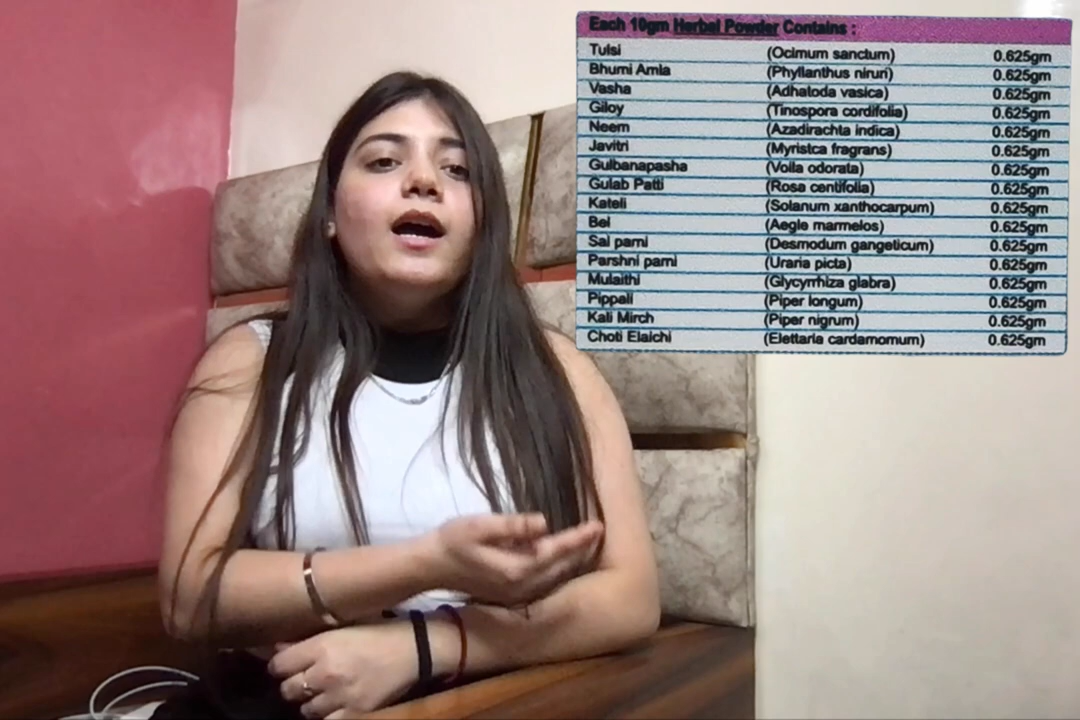 Each 10gm Herbal Powder Contains :
Tulsi (Ocimum sanctum) 0.625gm
Bhumi Amla (Phyllanthus niruri) 0.625gm
Vasha (Adhatoda vasica) 0.625gm
Giloy (Tinospora cordifolia) 0.625gm
Neem (Azadirachta indica) 0.625gm
Javitri (Myristca fragrans) 0.625gm
Gulbanapasha (Voila odorata) 0.625gm
Gulab Patti (Rosa centifolia) 0.625gm
Kateli (Solanum xanthocarpum) 0.625gm
Bel (Aegle marmelos) 0.625gm
Sal parni (Desmodum gangeticum) 0.625gm
Parshni parni (Uraria picta) 0.625gm
Mulaithi (Glycyrrhiza glabra) 0.625gm
Pippali (Piper longum) 0.625gm
Kali Mirch (Piper nigrum) 0.625gm
Choti Elaichi (Elettaria cardamomum) 0.625gm